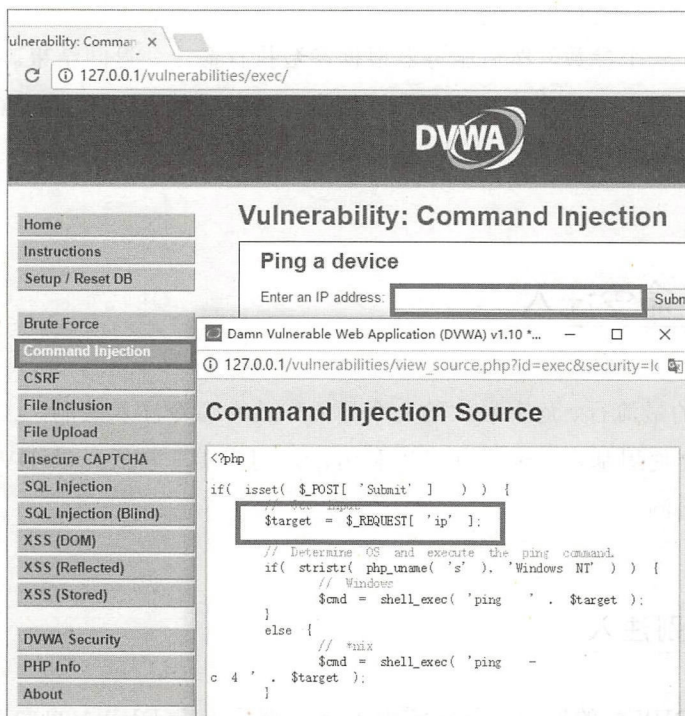 ulnerability: Comman ×
127.0.0.1/vulnerabilities/exec/
DVWA
Home
Instructions
Setup / Reset DB
Brute Force
Command Injection
CSRF
File Inclusion
File Upload
Insecure CAPTCHA
SQL Injection
SQL Injection (Blind)
XSS (DOM)
XSS (Reflected)
XSS (Stored)
DVWA Security
PHP Info
About
Vulnerability: Command Injection
Ping a device
Enter an IP address:
Subn
Damn Vulnerable Web Application (DVWA) v1.10 *... — □ ×
127.0.0.1/vulnerabilities/view_source.php?id=exec&security=lc
Command Injection Source
<?php
if( isset( $_POST[ 'Submit' ] ) ) {
// Get input
$target = $_REQUEST[ 'ip' ];
// Determine OS and execute the ping command.
if( stristr( php_uname( 's' ), 'Windows NT' ) ) {
// Windows
$cmd = shell_exec( 'ping ' . $target );
}
else {
// *nix
$cmd = shell_exec( 'ping -
c 4 ' . $target );
}